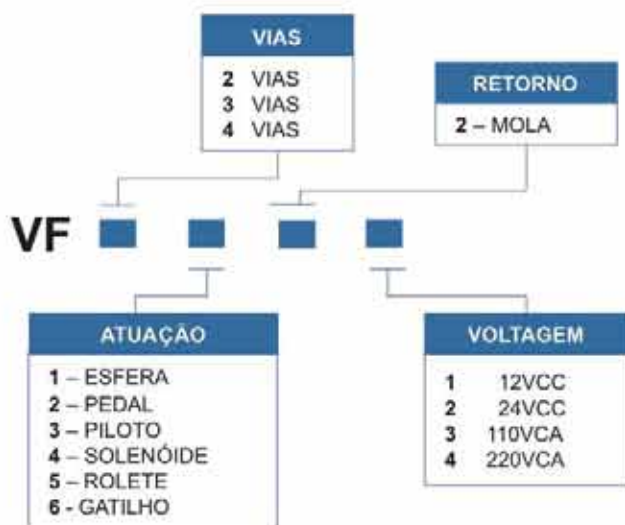 VIAS
2 VIAS
3 VIAS
4 VIAS
RETORNO
2 – MOLA
VF
ATUAÇÃO
1 – ESFERA
2 – PEDAL
3 – PILOTO
4 – SOLENÓIDE
5 – ROLETE
6 - GATILHO
VOLTAGEM
1 12VCC
2 24VCC
3 110VCA
4 220VCA